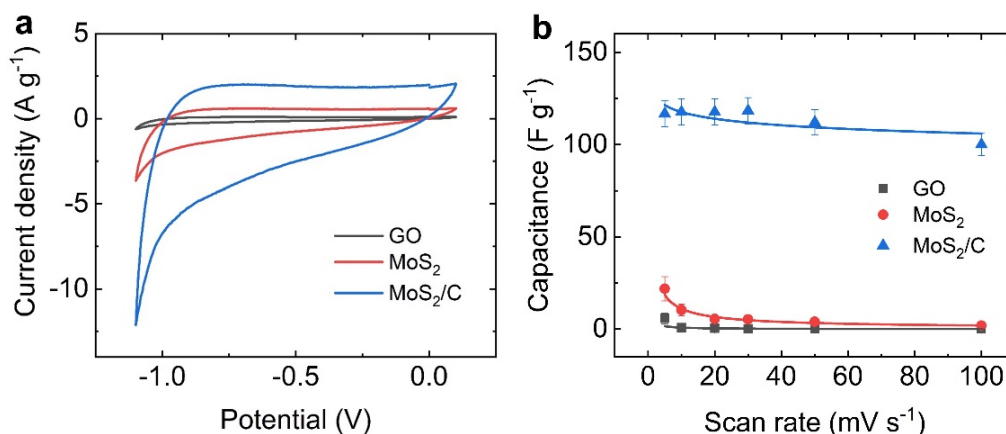 a
Current density (A g⁻¹)
5
0
-5
-10
GO
MoS₂
MoS₂/C
-1.0
-0.5
0.0
Potential (V)
b
Capacitance (F g⁻¹)
150
100
50
0
GO
MoS₂
MoS₂/C
0
20
40
60
80
100
Scan rate (mV s⁻¹)